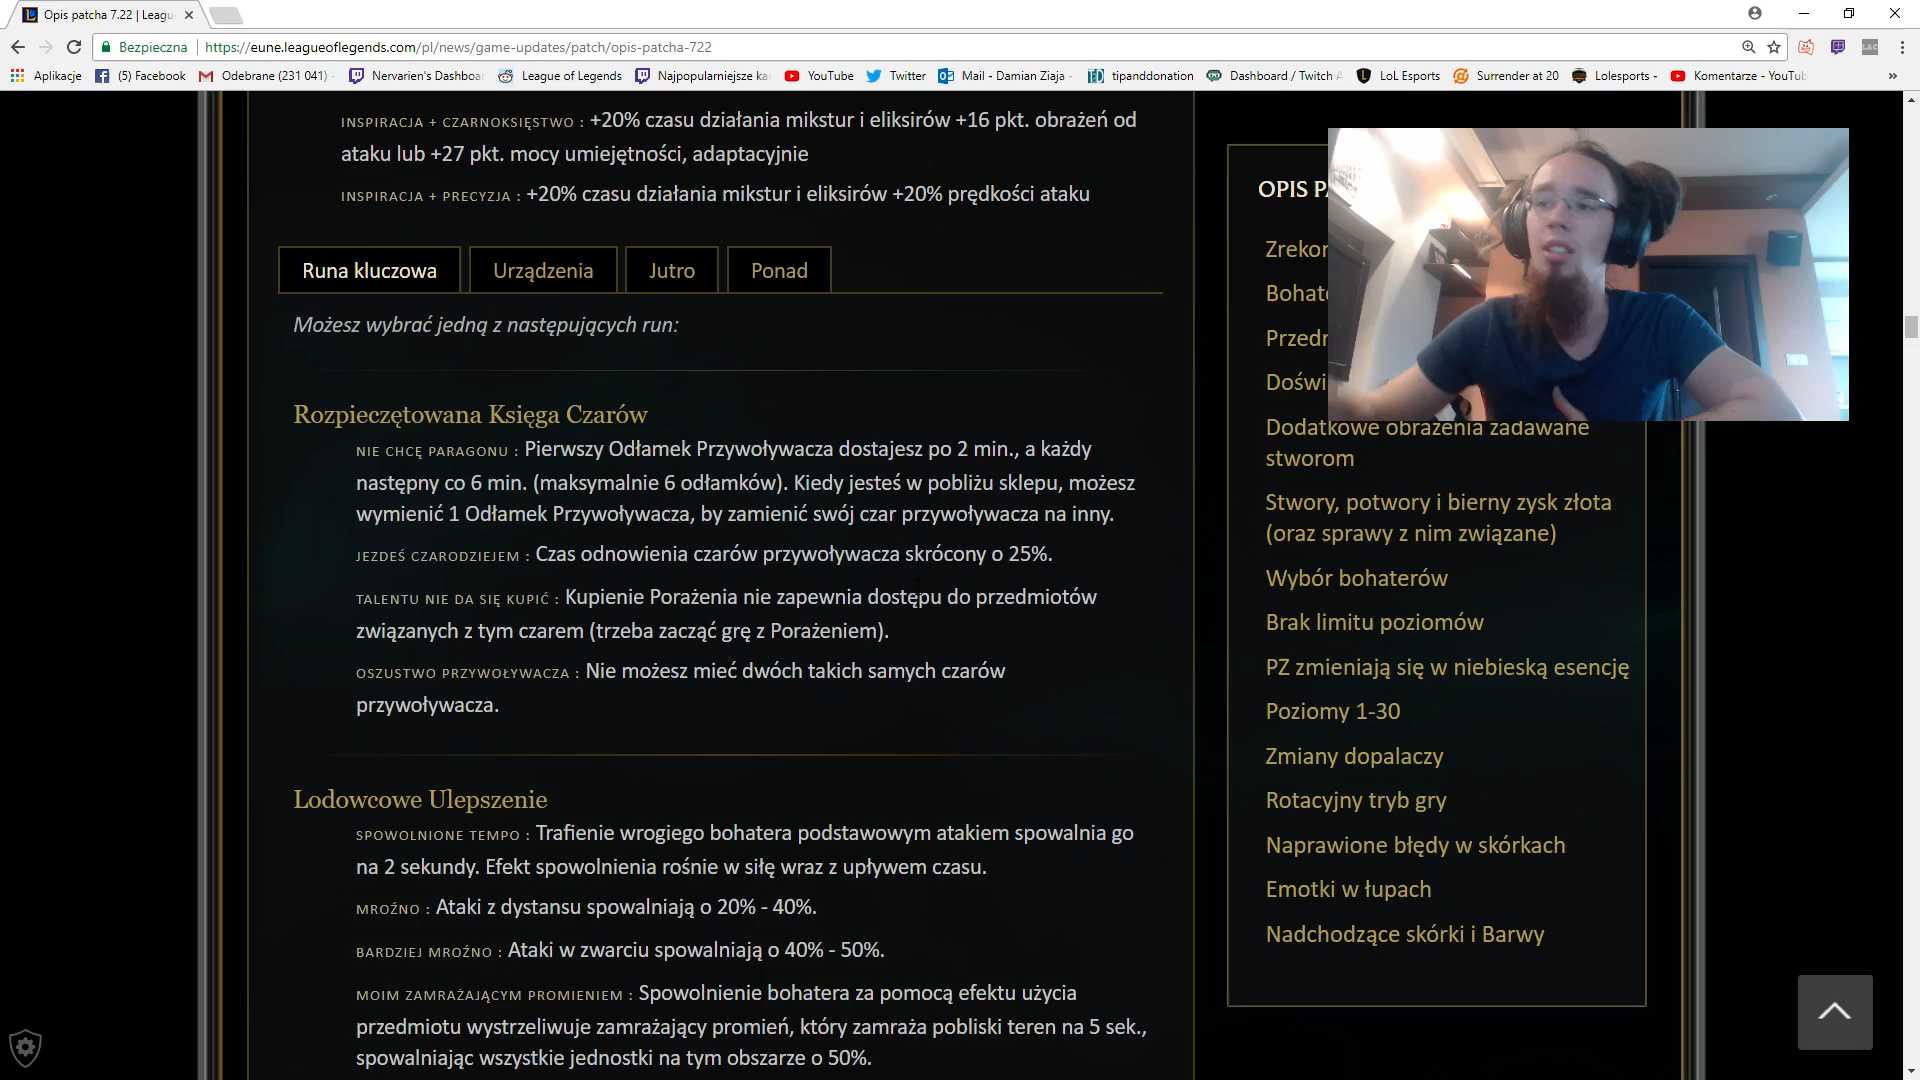 Opis patcha 7.22 | Leagu
Bezpieczna
https://eune.leagueoflegends.com/pl/news/game-updates/patch/opis-patcha-722
Aplikacje
(5) Facebook
Odebrane (231 041)
Nervarien's Dashboa
League of Legends
Najpopularniejsze ka
YouTube
Twitter
Mail - Damian Ziaja -
tipanddonation
Dashboard / Twitch A
LoL Esports
Surrender at 20
Lolesports -
Komentarze - YouTub
»
INSPIRACJA + CZARNOKSIĘSTWO : +20% czasu działania mikstur i eliksirów +16 pkt. obrażeń od
ataku lub +27 pkt. mocy umiejętności, adaptacyjnie
INSPIRACJA + PRECYZJA : +20% czasu działania mikstur i eliksirów +20% prędkości ataku
Runa kluczowa
Urządzenia
Jutro
Ponad
Możesz wybrać jedną z następujących run:
Rozpieczętowana Księga Czarów
NIE CHCĘ PARAGONU : Pierwszy Odłamek Przywoływacza dostajesz po 2 min., a każdy
następny co 6 min. (maksymalnie 6 odłamków). Kiedy jesteś w pobliżu sklepu, możesz
wymienić 1 Odłamek Przywoływacza, by zamienić swój czar przywoływacza na inny.
JEZDEŚ CZARODZIEJEM : Czas odnowienia czarów przywoływacza skrócony o 25%.
TALENTU NIE DA SIĘ KUPIĆ : Kupienie Porażenia nie zapewnia dostępu do przedmiotów
związanych z tym czarem (trzeba zacząć grę z Porażeniem).
OSZUSTWO PRZYWOŁYWACZA : Nie możesz mieć dwóch takich samych czarów
przywoływacza.
Lodowcowe Ulepszenie
SPOWOLNIONE TEMPO : Trafienie wrogiego bohatera podstawowym atakiem spowalnia go
na 2 sekundy. Efekt spowolnienia rośnie w siłę wraz z upływem czasu.
MROŹNO : Ataki z dystansu spowalniają o 20% - 40%.
BARDZIEJ MROŹNO : Ataki w zwarciu spowalniają o 40% - 50%.
MOIM ZAMRAŻAJĄCYM PROMIENIEM : Spowolnienie bohatera za pomocą efektu użycia
przedmiotu wystrzeliwuje zamrażający promień, który zamraża pobliski teren na 5 sek.,
spowalniając wszystkie jednostki na tym obszarze o 50%.
OPIS PA
Zrekon
Bohate
Przedm
Doświ
Dodatkowe obrażenia zadawane
stworom
Stwory, potwory i bierny zysk złota
(oraz sprawy z nim związane)
Wybór bohaterów
Brak limitu poziomów
PZ zmieniają się w niebieską esencję
Poziomy 1-30
Zmiany dopalaczy
Rotacyjny tryb gry
Naprawione błędy w skórkach
Emotki w łupach
Nadchodzące skórki i Barwy